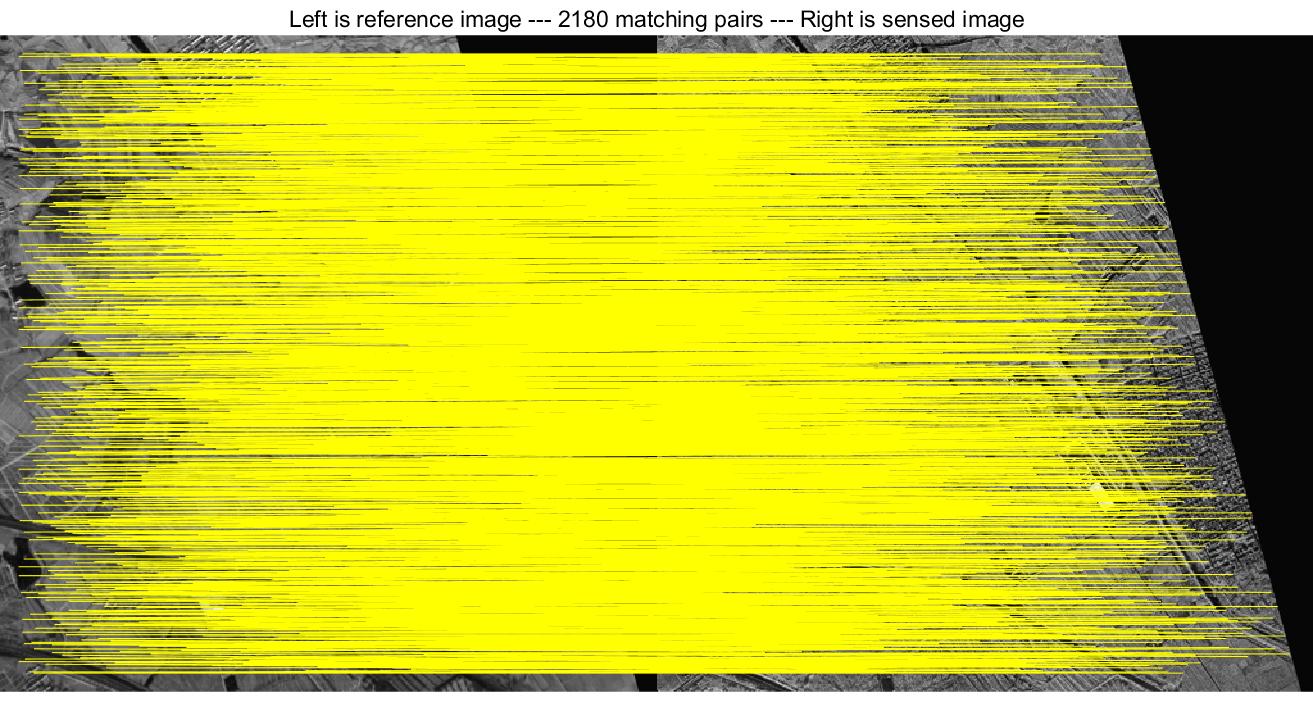 Left is reference image --- 2180 matching pairs --- Right is sensed image